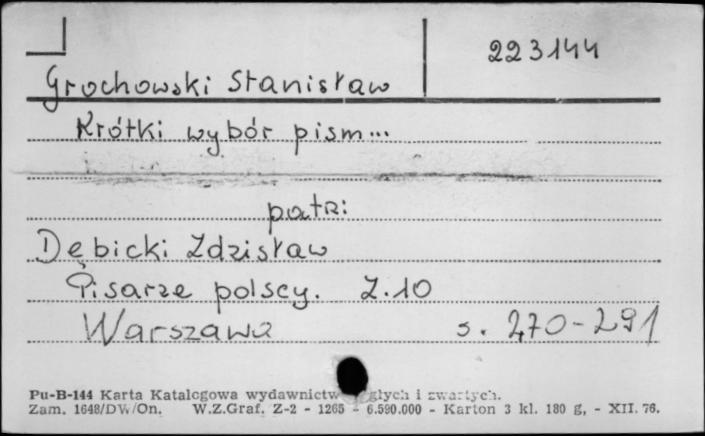 223144
Grochowski Stanisław
Krótki wybór pism...
patrz:
Dębicki Zdzisław
Pisarze polscy. Z.10
Warszawa s. 270-291
Pu-B-144 Karta Katalogowa wydawnictw ciągłych i zwartych.
Zam. 1648/DW/On. W.Z.Graf. Z-2 - 1265 - 6.590.000 - Karton 3 kl. 180 g, - XII. 76.